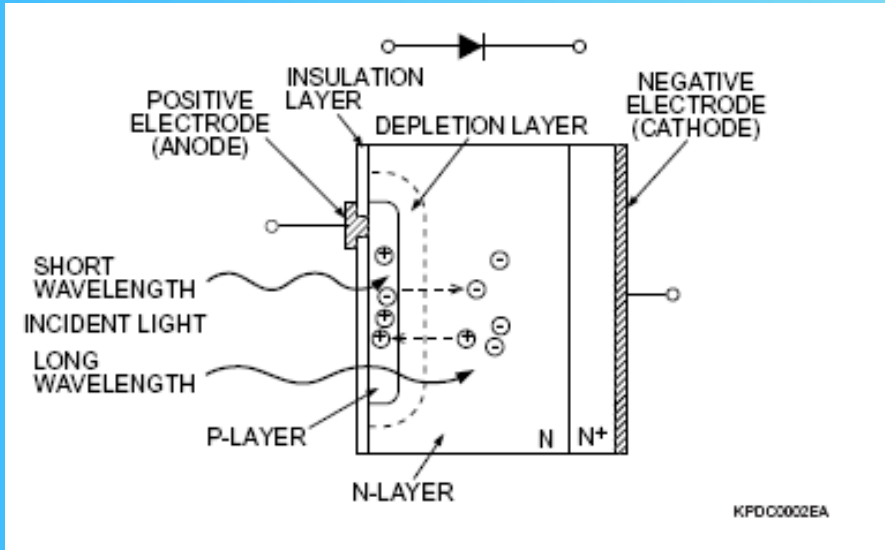 INSULATION
LAYER
POSITIVE
ELECTRODE
(ANODE)
DEPLETION LAYER
NEGATIVE
ELECTRODE
(CATHODE)
SHORT
WAVELENGTH
INCIDENT LIGHT
LONG
WAVELENGTH
P-LAYER
N-LAYER
N
N+
+
-
-
-
+
+
+
-
-
KPDC0002EA